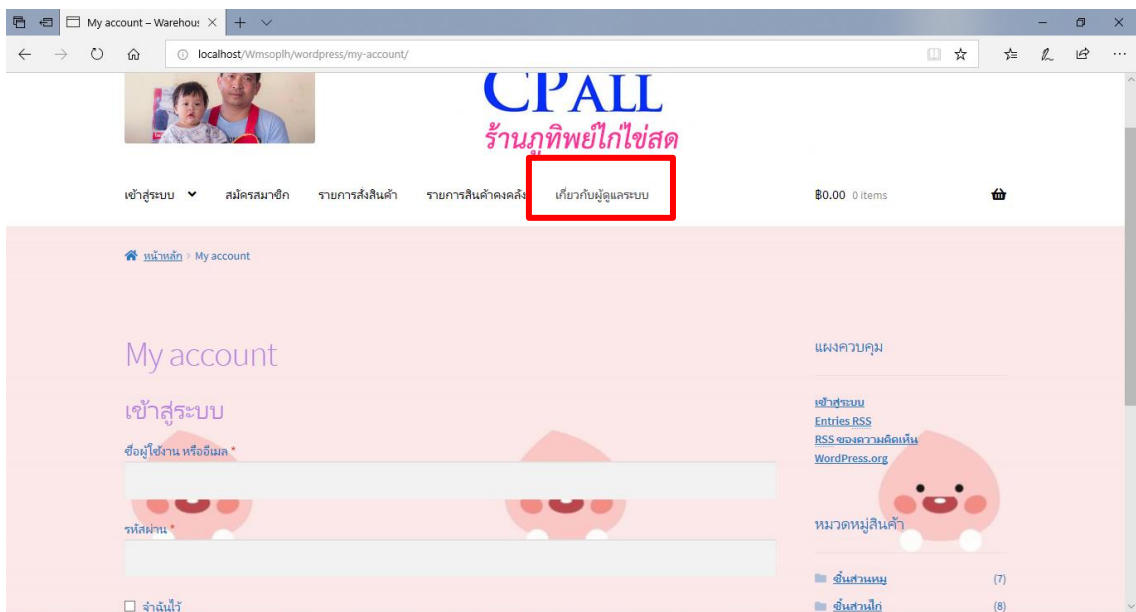 My account – Warehous
localhost/Wmsoplh/wordpress/my-account/
CPALL
ร้านภูทิพย์ไก่ไข่สด
เข้าสู่ระบบ สมัครสมาชิก รายการสั่งสินค้า รายการสินค้าคงคลัง เกี่ยวกับผู้ดูแลระบบ ฿0.00 0 items
หน้าหลัก › My account
My account
เข้าสู่ระบบ
ชื่อผู้ใช้งาน หรืออีเมล *
รหัสผ่าน *
จำฉันไว้
แผงควบคุม
เข้าสู่ระบบ
Entries RSS
RSS ของความคิดเห็น
WordPress.org
หมวดหมู่สินค้า
ชิ้นส่วนหมู (7)
ชิ้นส่วนไก่ (8)